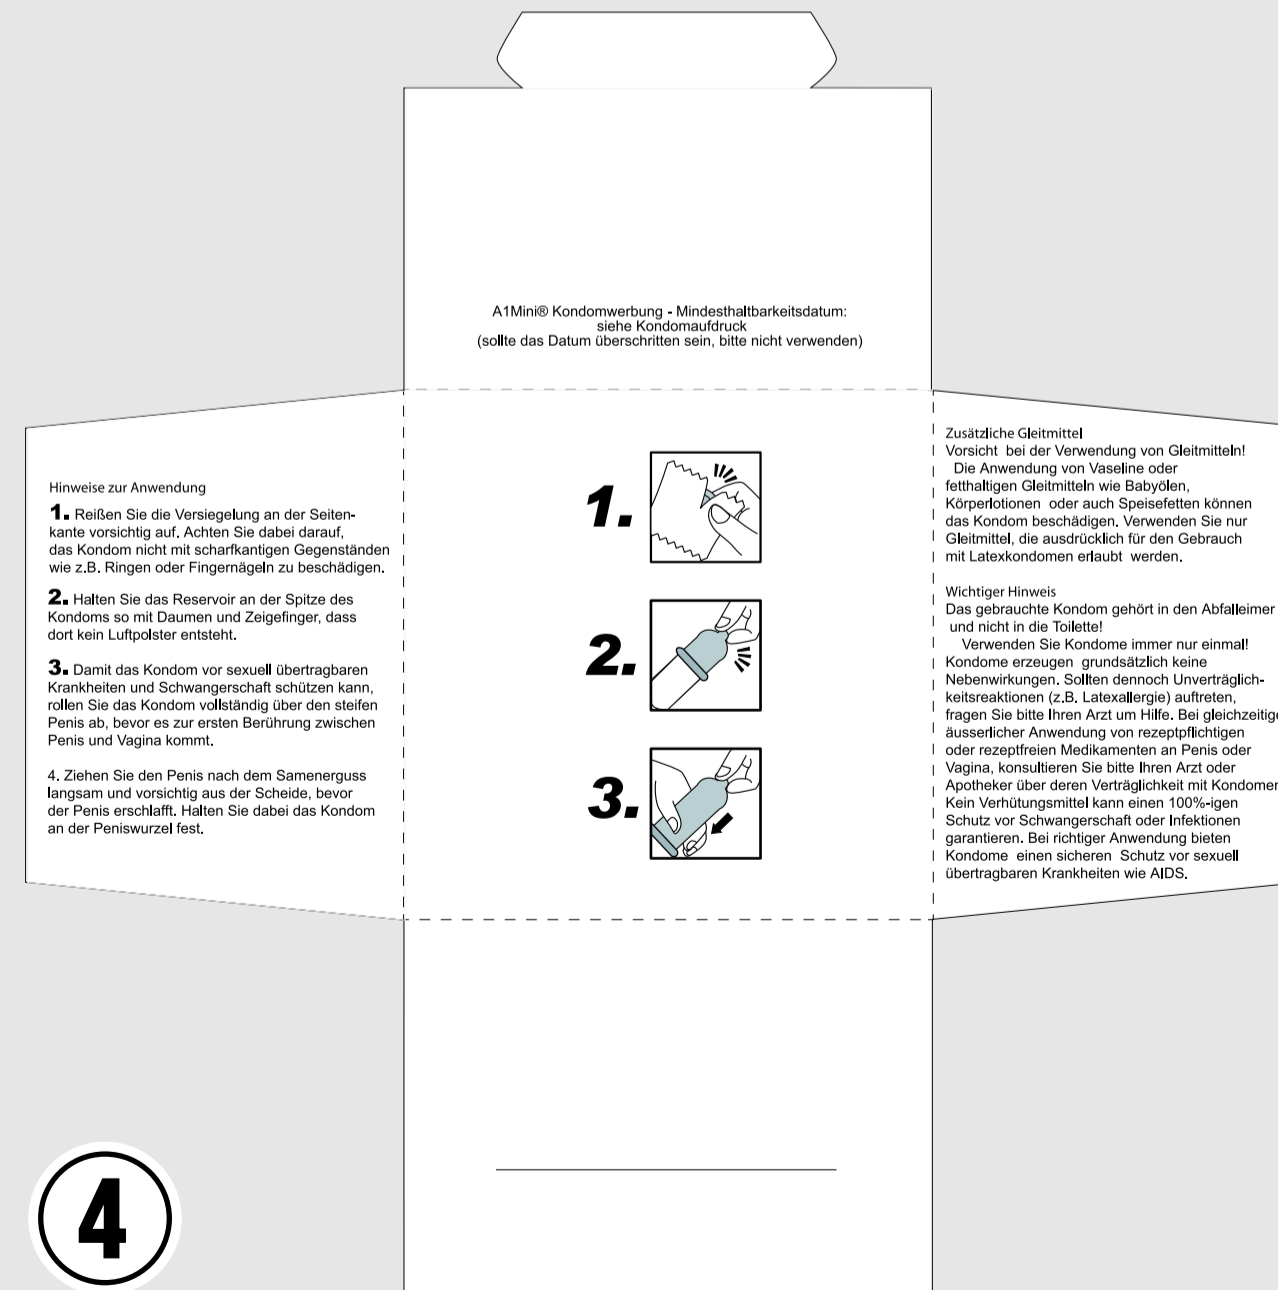 A1Mini® Kondomwerbung - Mindesthaltbarkeitsdatum:
siehe Kondomaufdruck
(sollte das Datum überschritten sein, bitte nicht verwenden)
Hinweise zur Anwendung
1. Reißen Sie die Versiegelung an der Seiten-
kante vorsichtig auf. Achten Sie dabei darauf,
das Kondom nicht mit scharfkantigen Gegenständen
wie z.B. Ringen oder Fingernägeln zu beschädigen.
2. Halten Sie das Reservoir an der Spitze des
Kondoms so mit Daumen und Zeigefinger, dass
dort kein Luftpolster entsteht.
3. Damit das Kondom vor sexuell übertragbaren
Krankheiten und Schwangerschaft schützen kann,
rollen Sie das Kondom vollständig über den steifen
Penis ab, bevor es zur ersten Berührung zwischen
Penis und Vagina kommt.
4. Ziehen Sie den Penis nach dem Samenerguss
langsam und vorsichtig aus der Scheide, bevor
der Penis erschlafft. Halten Sie dabei das Kondom
an der Peniswurzel fest.
1.
2.
3.
Zusätzliche Gleitmittel
Vorsicht bei der Verwendung von Gleitmitteln!
Die Anwendung von Vaseline oder
fetthaltigen Gleitmitteln wie Babyölen,
Körperlotionen oder auch Speisefetten können
das Kondom beschädigen. Verwenden Sie nur
Gleitmittel, die ausdrücklich für den Gebrauch
mit Latexkondomen erlaubt werden.
Wichtiger Hinweis
Das gebrauchte Kondom gehört in den Abfalleimer
und nicht in die Toilette!
Verwenden Sie Kondome immer nur einmal!
Kondome erzeugen grundsätzlich keine
Nebenwirkungen. Sollten dennoch Unverträglich-
keitsreaktionen (z.B. Latexallergie) auftreten,
fragen Sie bitte Ihren Arzt um Hilfe. Bei gleichzeitige
äusserlicher Anwendung von rezeptpflichtigen
oder rezeptfreien Medikamenten an Penis oder
Vagina, konsultieren Sie bitte Ihren Arzt oder
Apotheker über deren Verträglichkeit mit Kondomen
Kein Verhütungsmittel kann einen 100%-igen
Schutz vor Schwangerschaft oder Infektionen
garantieren. Bei richtiger Anwendung bieten
Kondome einen sicheren Schutz vor sexuell
übertragbaren Krankheiten wie AIDS.
4